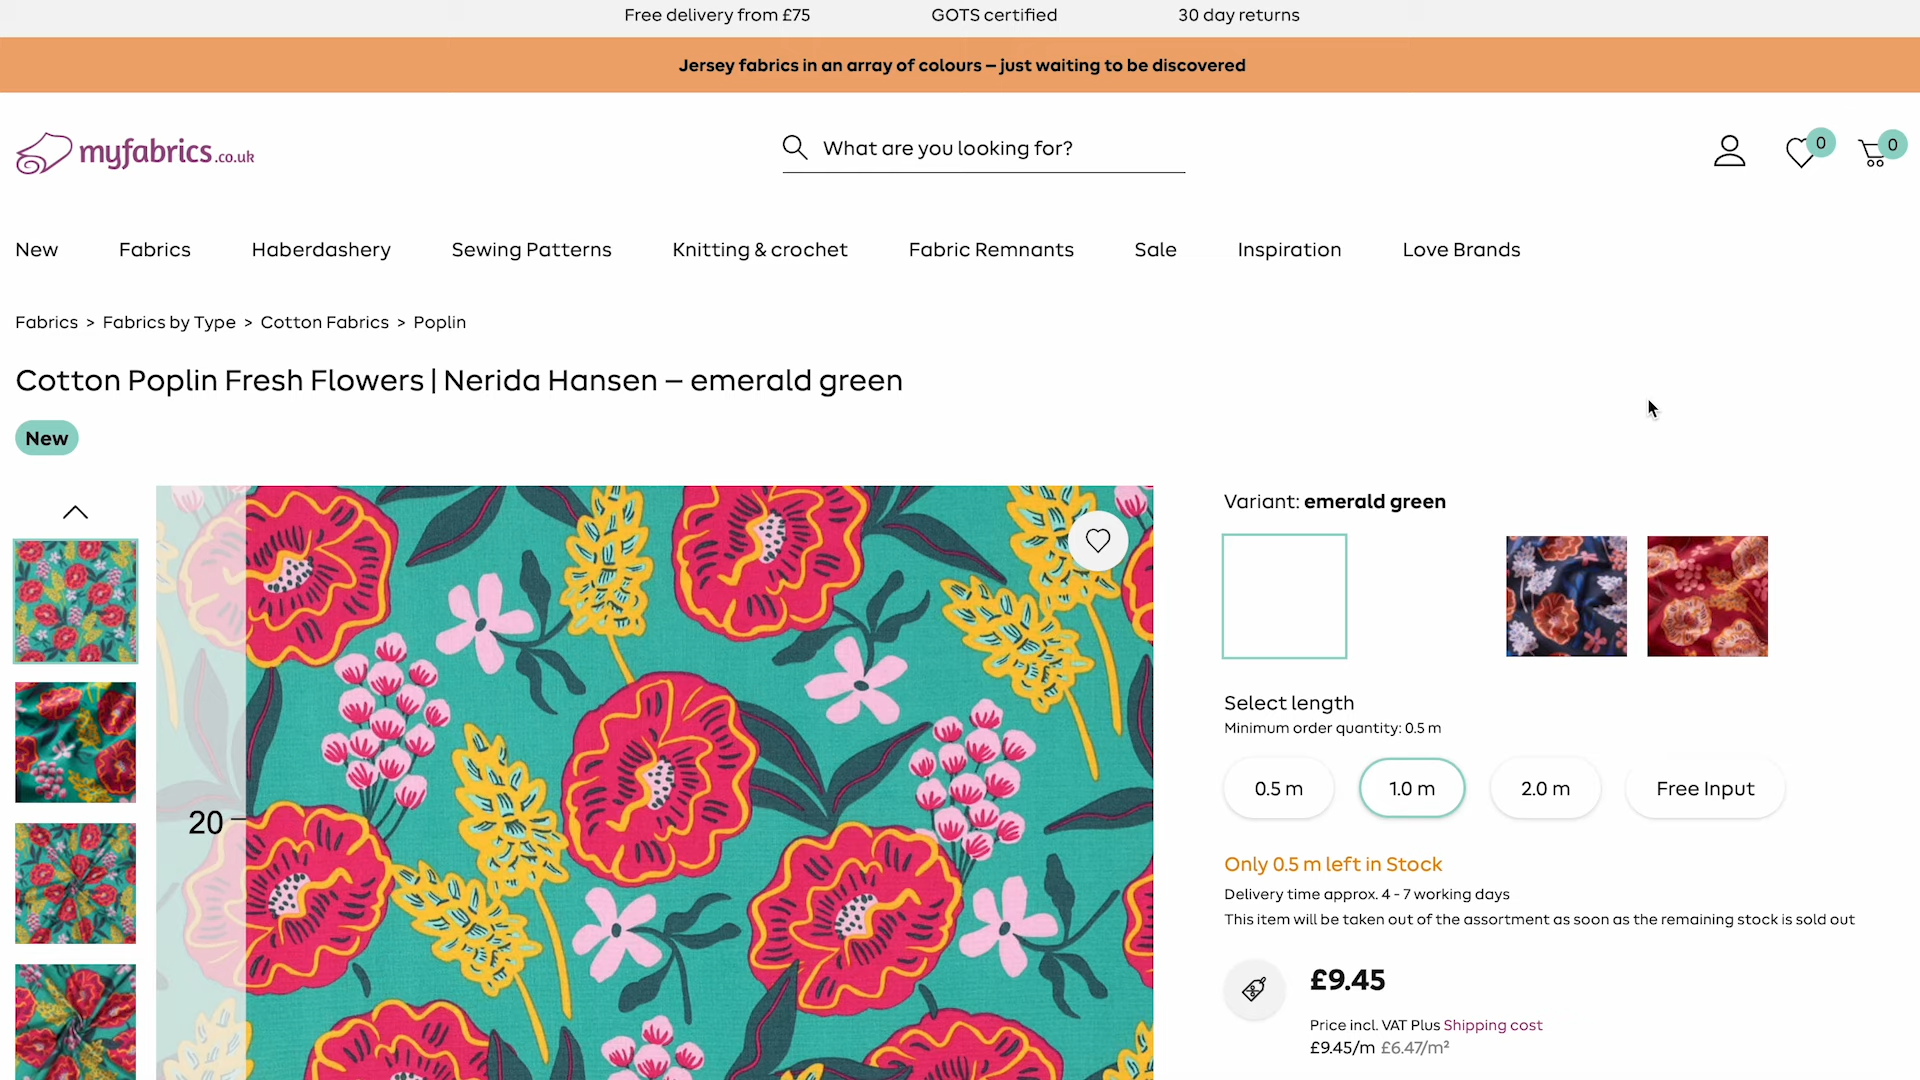 Free delivery from £75
GOTS certified
30 day returns
Jersey fabrics in an array of colours – just waiting to be discovered
myfabrics.co.uk
What are you looking for?
0
0
New
Fabrics
Haberdashery
Sewing Patterns
Knitting & crochet
Fabric Remnants
Sale
Inspiration
Love Brands
Fabrics > Fabrics by Type > Cotton Fabrics > Poplin
Cotton Poplin Fresh Flowers | Nerida Hansen – emerald green
New
20
Variant: emerald green
Select length
Minimum order quantity: 0.5 m
0.5 m
1.0 m
2.0 m
Free Input
Only 0.5 m left in Stock
Delivery time approx. 4 - 7 working days
This item will be taken out of the assortment as soon as the remaining stock is sold out
£9.45
Price incl. VAT Plus Shipping cost
£9.45/m £6.47/m²